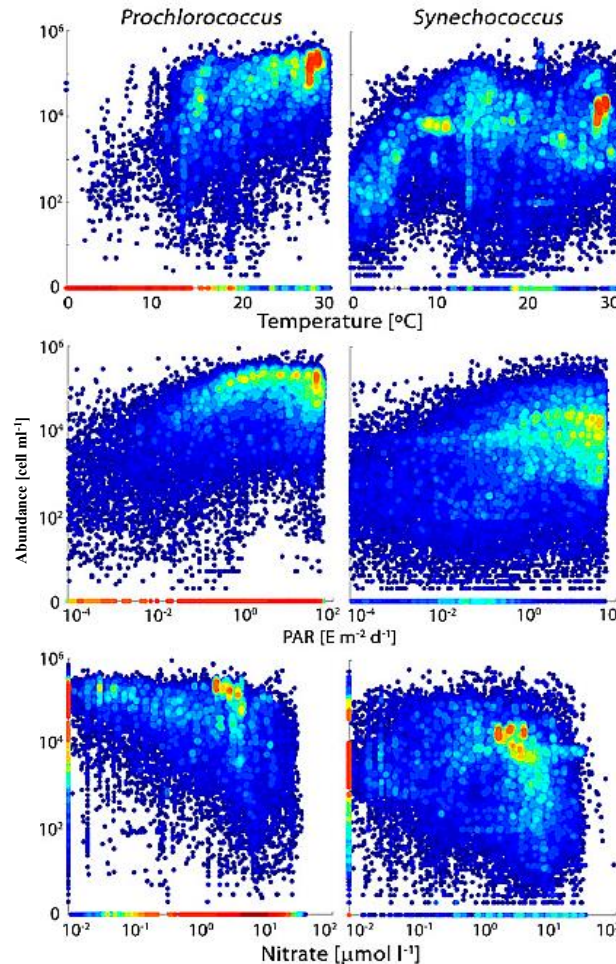 Prochlorococcus Synechococcus
10⁶
10⁴
10²
0
0 10 20 30 0 10 20 30
Temperature [ºC]
10⁶
10⁴
10²
0
10⁻⁴ 10⁻² 10⁰ 10² 10⁻⁴ 10⁻² 10⁰ 10
PAR [E m⁻² d⁻¹]
Abundance [cell ml⁻¹]
10⁶
10⁴
10²
0
10⁻² 10⁻¹ 10⁰ 10¹ 10² 10⁻² 10⁻¹ 10⁰ 10¹ 10
Nitrate [µmol l⁻¹]